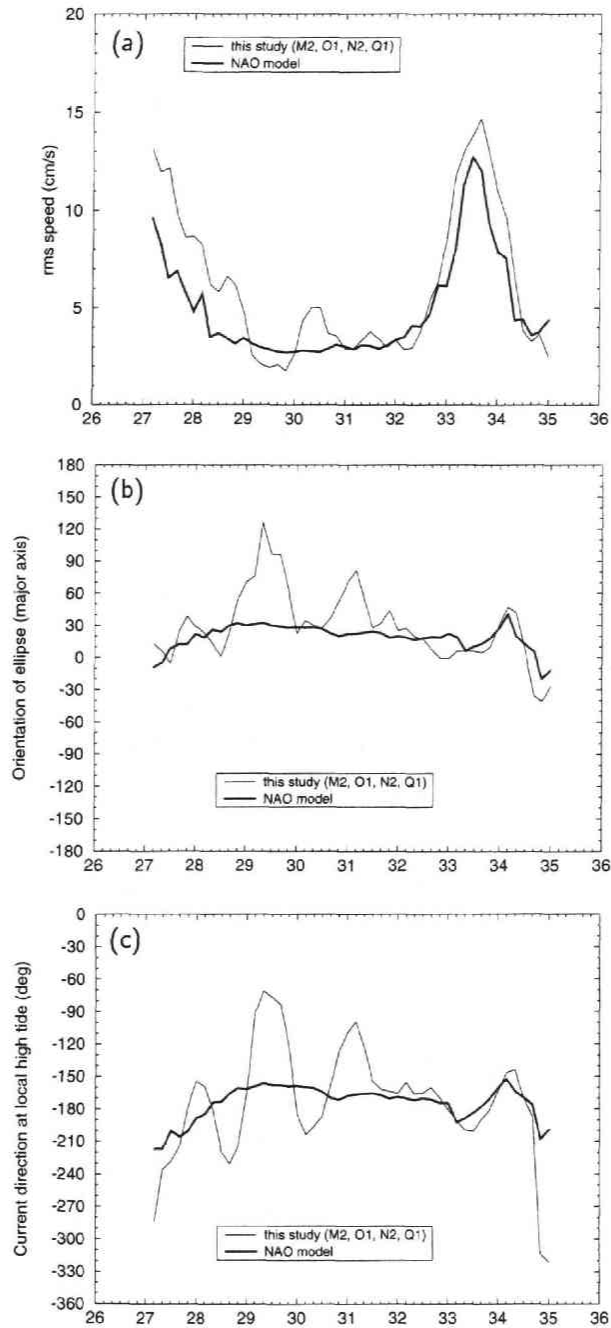 (a)
this study (M2, O1, N2, Q1)
NAO model
rms speed (cm/s)
20
15
10
5
0
26 27 28 29 30 31 32 33 34 35 36
(b)
Orientation of ellipse (major axis)
180
150
120
90
60
30
0
-30
-60
-90
-120
-150
-180
this study (M2, O1, N2, Q1)
NAO model
26 27 28 29 30 31 32 33 34 35 36
(c)
Current direction at local high tide (deg)
0
-30
-60
-90
-120
-150
-180
-210
-240
-270
-300
-330
-360
this study (M2, O1, N2, Q1)
NAO model
26 27 28 29 30 31 32 33 34 35 36